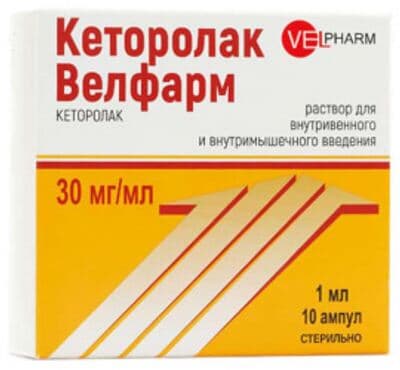 Кеторолак
Велфарм
КЕТОРОЛАК
VELPHARM
раствор для
внутривенного
и внутримышечного введения
30 мг/мл
1 мл
10 ампул
СТЕРИЛЬНО